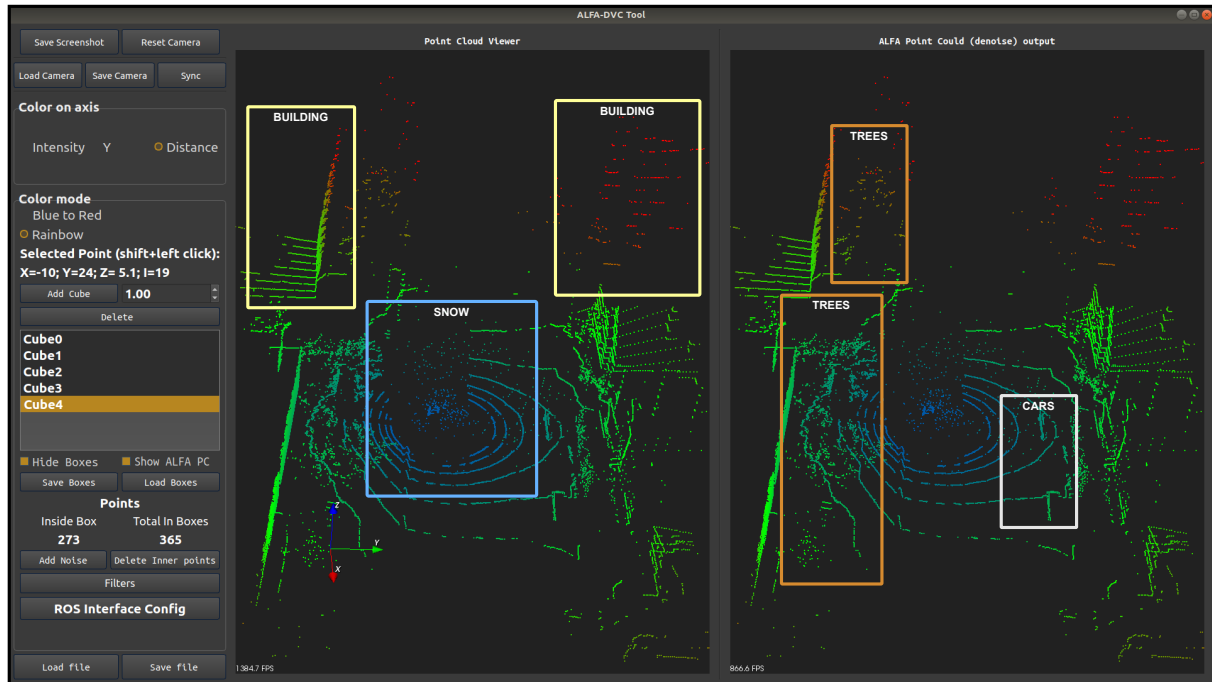 ALFA-DVC Tool
Save Screenshot Reset Camera
Load Camera Save Camera Sync
Color on axis
Intensity Y Distance
Color mode
Blue to Red
Rainbow
Selected Point (shift+left click):
X=-10; Y=24; Z= 5.1; I=19
Add Cube 1.00
Delete
Cube0
Cube1
Cube2
Cube3
Cube4
Hide Boxes Show ALFA PC
Save Boxes Load Boxes
Points
Inside Box Total In Boxes
273 365
Add Noise Delete Inner points
Filters
ROS Interface Config
Load file Save file
Point Cloud Viewer
BUILDING
BUILDING
SNOW
Z
Y
X
1384.7 FPS
ALFA Point Could (denoise) output
TREES
TREES
CARS
866.6 FPS